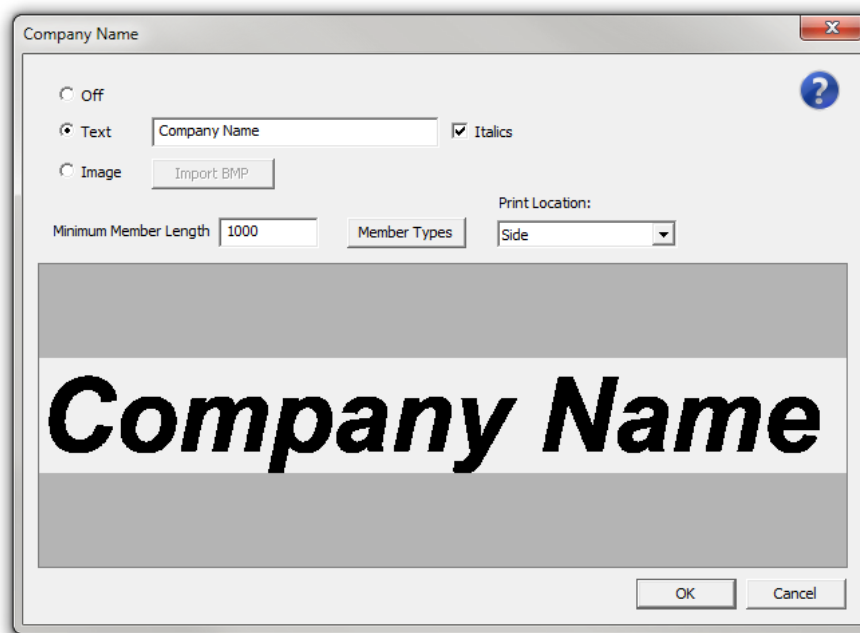 Company Name
Off
?
Text Company Name Italics
Image Import BMP
Print Location:
Minimum Member Length 1000 Member Types Side
Company Name
OK Cancel